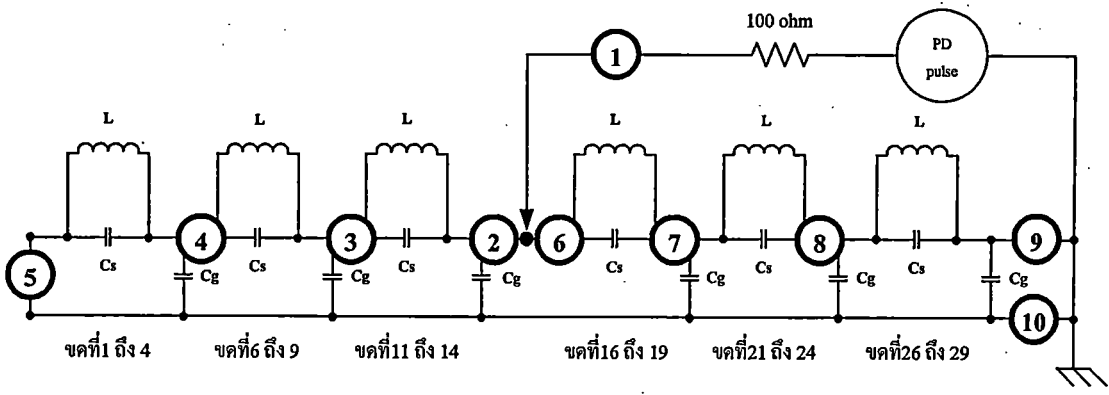 100 ohm
1
PD
pulse
L
L
L
L
L
L
4
3
2
6
7
8
9
5
Cs
Cs
Cs
Cs
Cs
Cs
Cg
Cg
Cg
Cg
Cg
Cg
10
ขดที่1 ถึง 4
ขดที่6 ถึง 9
ขดที่11 ถึง 14
ขดที่16 ถึง 19
ขดที่21 ถึง 24
ขดที่26 ถึง 29